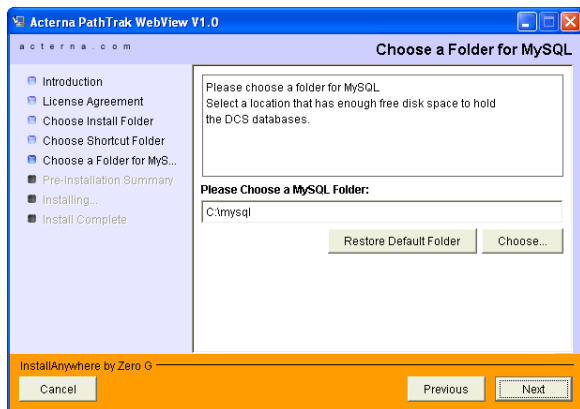 Acterna PathTrak WebView V1.0
acterna.com
Choose a Folder for MySQL
Introduction
License Agreement
Choose Install Folder
Choose Shortcut Folder
Choose a Folder for MyS...
Pre-Installation Summary
Installing...
Install Complete
Please choose a folder for MySQL
Select a location that has enough free disk space to hold
the DCS databases.
Please Choose a MySQL Folder:
C:\mysql
Restore Default Folder
Choose...
InstallAnywhere by Zero G
Cancel
Previous
Next